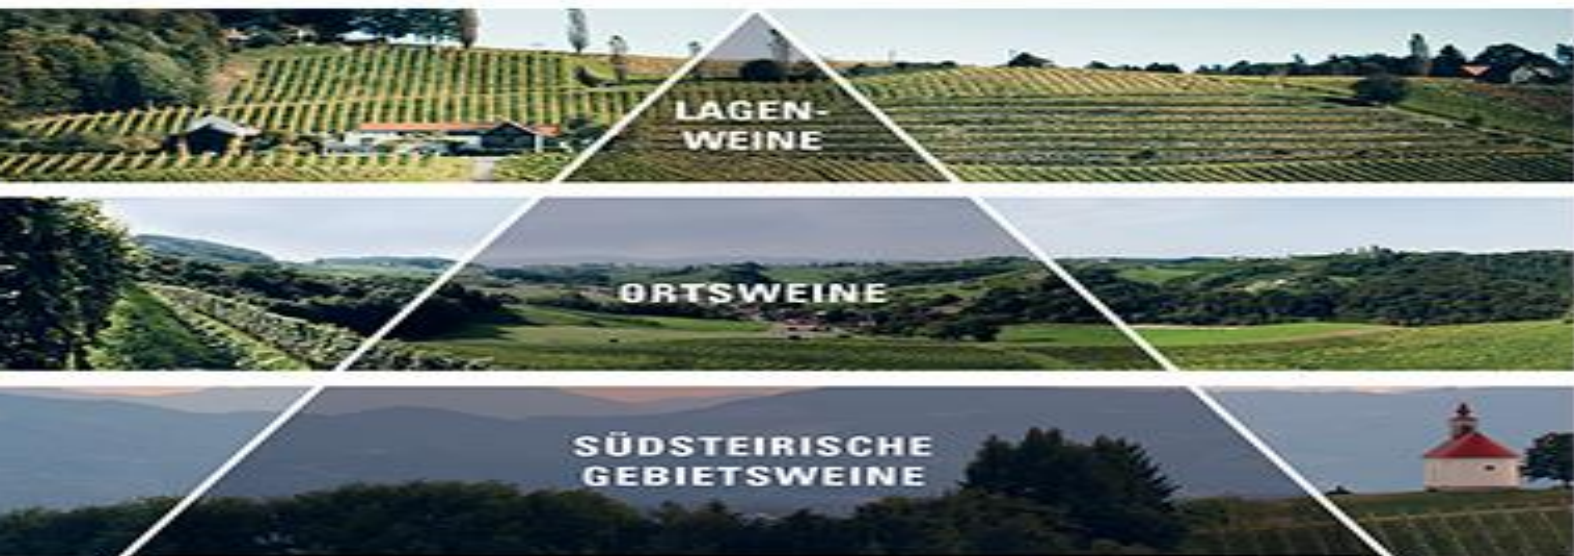 LAGEN-
WEINE
ORTSWEINE
SÜDSTEIRISCHE
GEBIETSWEINE